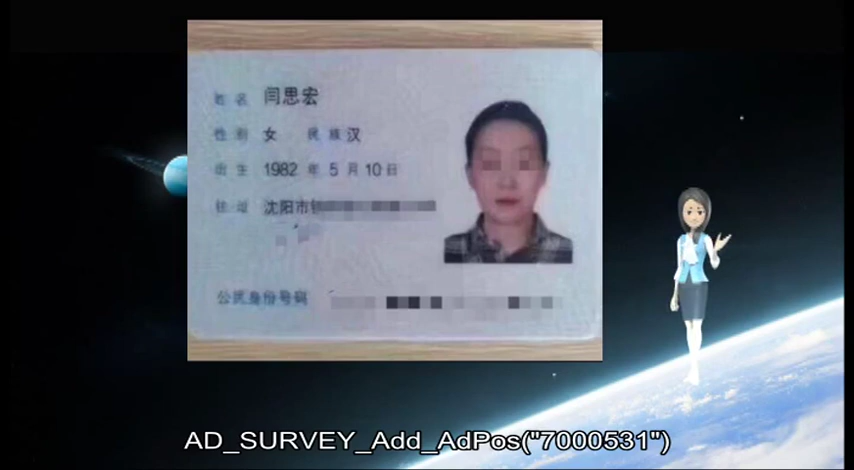 姓名 闫思宏
性别 女 民族 汉
出生 1982 年 5 月 10 日
住址 沈阳市
公民身份号码
AD_SURVEY_Add_AdPos("7000531")